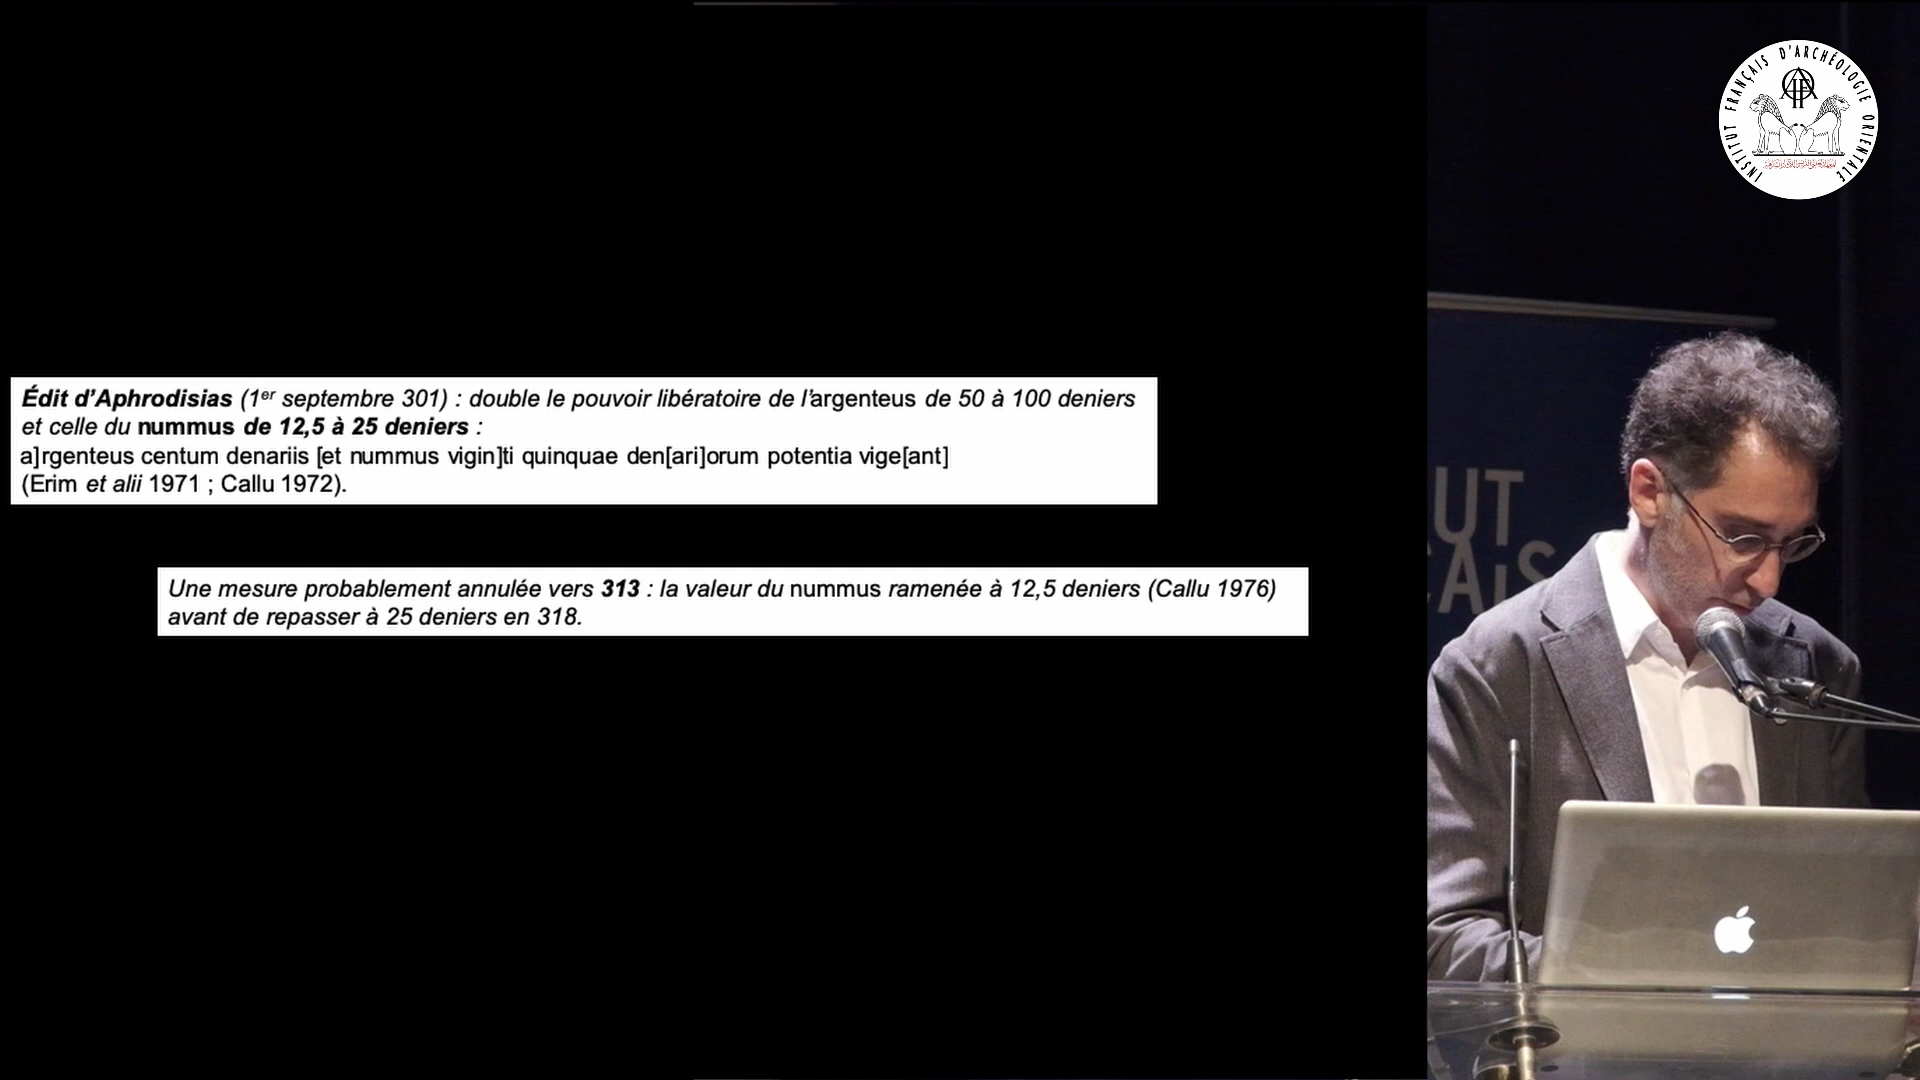 Édit d'Aphrodisias (1er septembre 301) : double le pouvoir libératoire de l'argenteus de 50 à 100 deniers
et celle du nummus de 12,5 à 25 deniers :
a]rgenteus centum denariis [et nummus vigin]ti quinquae den[ari]orum potentia vige[ant]
(Erim et alii 1971 ; Callu 1972).
Une mesure probablement annulée vers 313 : la valeur du nummus ramenée à 12,5 deniers (Callu 1976)
avant de repasser à 25 deniers en 318.
INSTITUT FRANÇAIS D'ARCHÉOLOGIE ORIENTALE
UT
ÇAIS